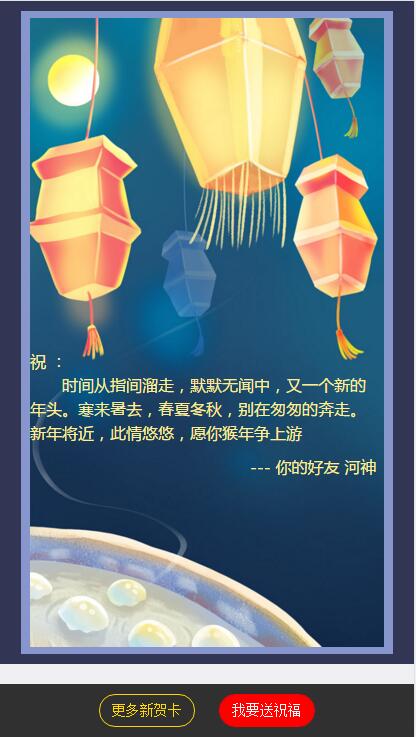 祝 ：
时间从指间溜走，默默无闻中，又一个新的
年头。寒来暑去，春夏冬秋，别在匆匆的奔走。
新年将近，此情悠悠，愿你猴年争上游
--- 你的好友 河神
更多新贺卡
我要送祝福